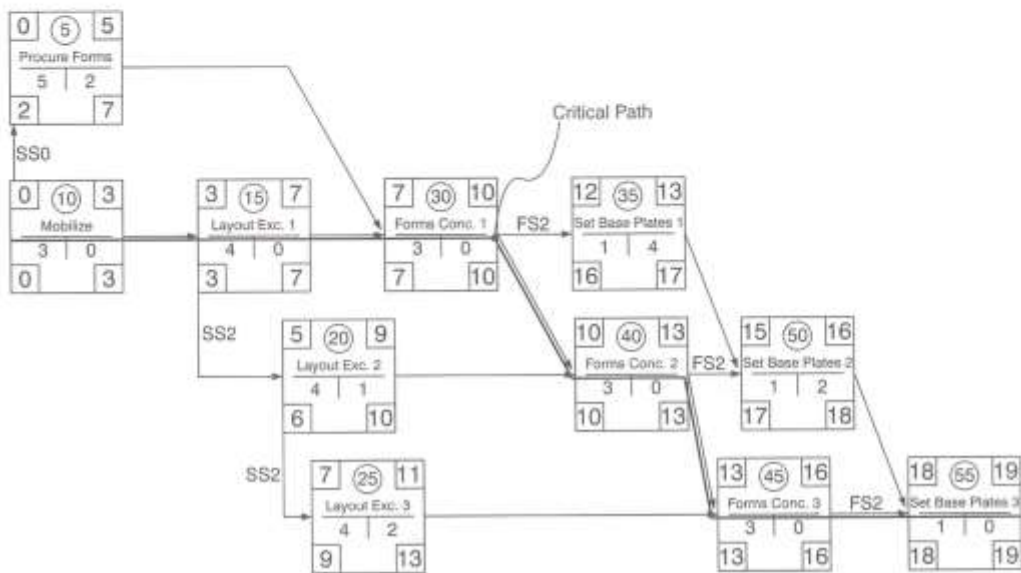 0 5 5
Procure Forms
5 2
2 7
SS0
Critical Path
0 10 3
Mobilize
3 0
0 3
3 15 7
Layout Exc. 1
4 0
3 7
7 30 10
Forms Conc. 1
3 0
7 10
FS2
12 35 13
Set Base Plates 1
1 4
16 17
SS2
5 20 9
Layout Exc. 2
4 1
6 10
10 40 13
Forms Conc. 2
3 0
10 13
FS2
15 50 16
Set Base Plates 2
1 2
17 18
SS2
7 25 11
Layout Exc. 3
4 2
9 13
13 45 16
Forms Conc. 3
3 0
13 16
FS2
18 55 19
Set Base Plates 3
1 0
18 19